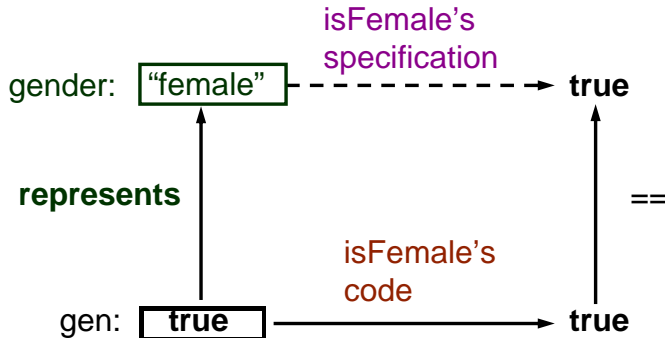 isFemale's
specification
gender: “female” true
represents ==
isFemale's
code
gen: true true